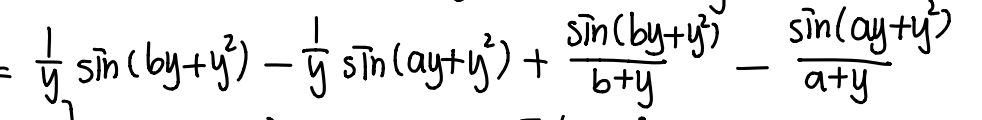 = 1/y sin(by+y²) − 1/y sin(ay+y²) + sin(by+y²)/(b+y) − sin(ay+y²)/(a+y)